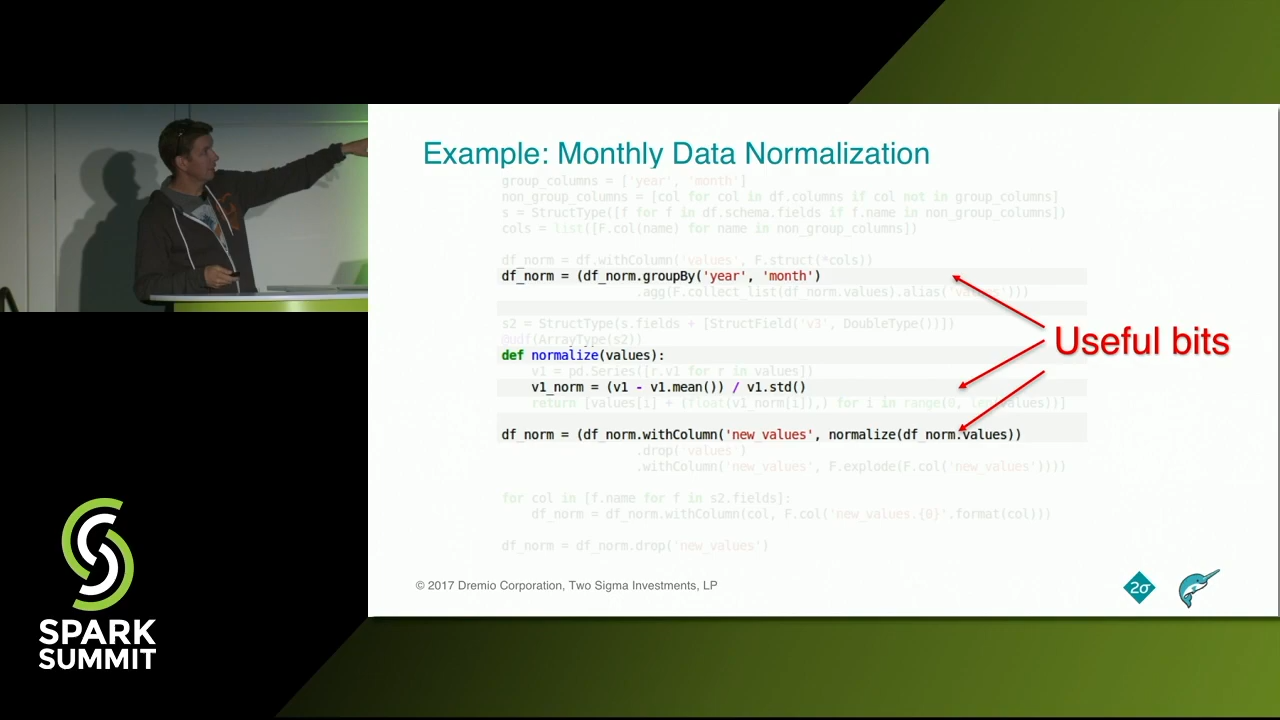 Example: Monthly Data Normalization
group_columns = ['year', 'month']
non_group_columns = [col for col in df.columns if col not in group_columns]
s = StructType([f for f in df.schema.fields if f.name in non_group_columns])
cols = list([F.col(name) for name in non_group_columns])
df_norm = df.withColumn('values', F.struct(*cols))
df_norm = (df_norm.groupBy('year', 'month')
.agg(F.collect_list(df_norm.values).alias('values')))
s2 = StructType(s.fields + [StructField('v3', DoubleType())])
@udf(ArrayType(s2))
def normalize(values):
v1 = pd.Series([r.v1 for r in values])
v1_norm = (v1 - v1.mean()) / v1.std()
return [values[i] + (float(v1_norm[i]),) for i in range(0, len(values))]
df_norm = (df_norm.withColumn('new_values', normalize(df_norm.values))
.drop('values')
.withColumn('new_values', F.explode(F.col('new_values'))))
for col in [f.name for f in s2.fields]:
df_norm = df_norm.withColumn(col, F.col('new_values.{0}'.format(col)))
df_norm = df_norm.drop('new_values')
Useful bits
© 2017 Dremio Corporation, Two Sigma Investments, LP
2σ
SPARK
SUMMIT